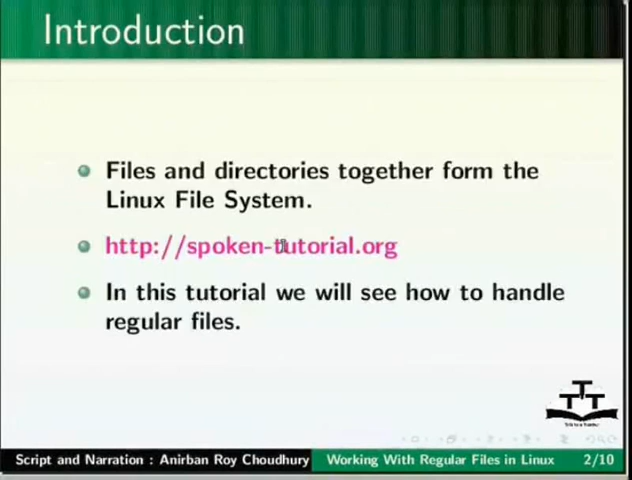 Introduction
Files and directories together form the
Linux File System.
http://spoken-tutorial.org
In this tutorial we will see how to handle
regular files.
Script and Narration : Anirban Roy Choudhury Working With Regular Files in Linux 2/10